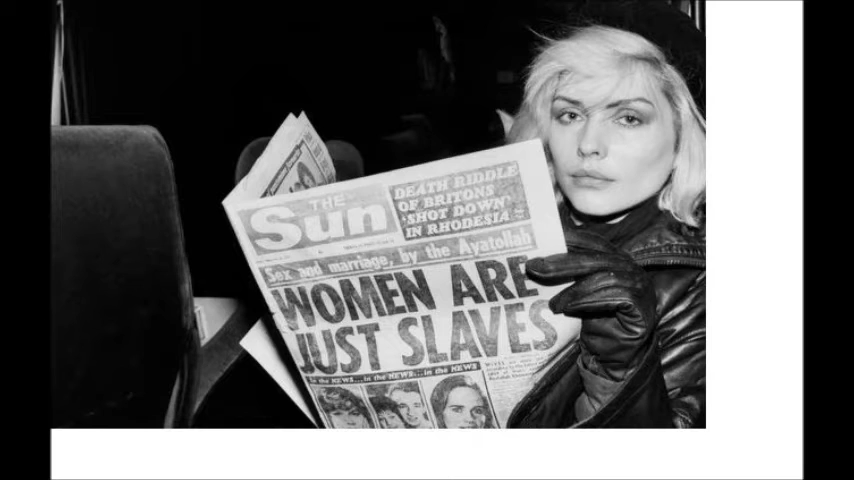 THE
Sun
DEATH RIDDLE
OF BRITONS
'SHOT DOWN'
IN RHODESIA
Sex and marriage, by the Ayatollah
WOMEN ARE
JUST SLAVES
In the NEWS...in the NEWS...in the NEWS